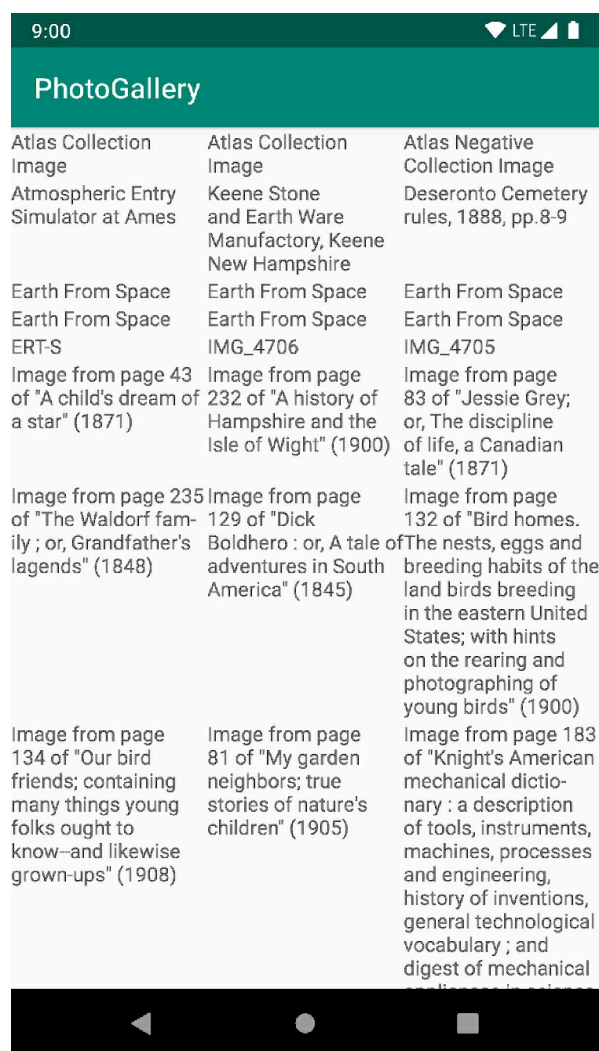 9:00
LTE
PhotoGallery
Atlas Collection
Image
Atlas Collection
Image
Atlas Negative
Collection Image
Atmospheric Entry
Simulator at Ames
Keene Stone
and Earth Ware
Manufactory, Keene
New Hampshire
Deseronto Cemetery
rules, 1888, pp.8-9
Earth From Space
Earth From Space
Earth From Space
Earth From Space
Earth From Space
Earth From Space
ERT-S
IMG_4706
IMG_4705
Image from page 43
of "A child's dream of
a star" (1871)
Image from page
232 of "A history of
Hampshire and the
Isle of Wight" (1900)
Image from page
83 of "Jessie Grey;
or, The discipline
of life, a Canadian
tale" (1871)
Image from page 235
of "The Waldorf fam-
ily ; or, Grandfather's
lagends" (1848)
Image from page
129 of "Dick
Boldhero : or, A tale of
adventures in South
America" (1845)
Image from page
132 of "Bird homes.
The nests, eggs and
breeding habits of the
land birds breeding
in the eastern United
States; with hints
on the rearing and
photographing of
young birds" (1900)
Image from page
134 of "Our bird
friends; containing
many things young
folks ought to
know--and likewise
grown-ups" (1908)
Image from page
81 of "My garden
neighbors; true
stories of nature's
children" (1905)
Image from page 183
of "Knight's American
mechanical dictio-
nary : a description
of tools, instruments,
machines, processes
and engineering,
history of inventions,
general technological
vocabulary ; and
digest of mechanical